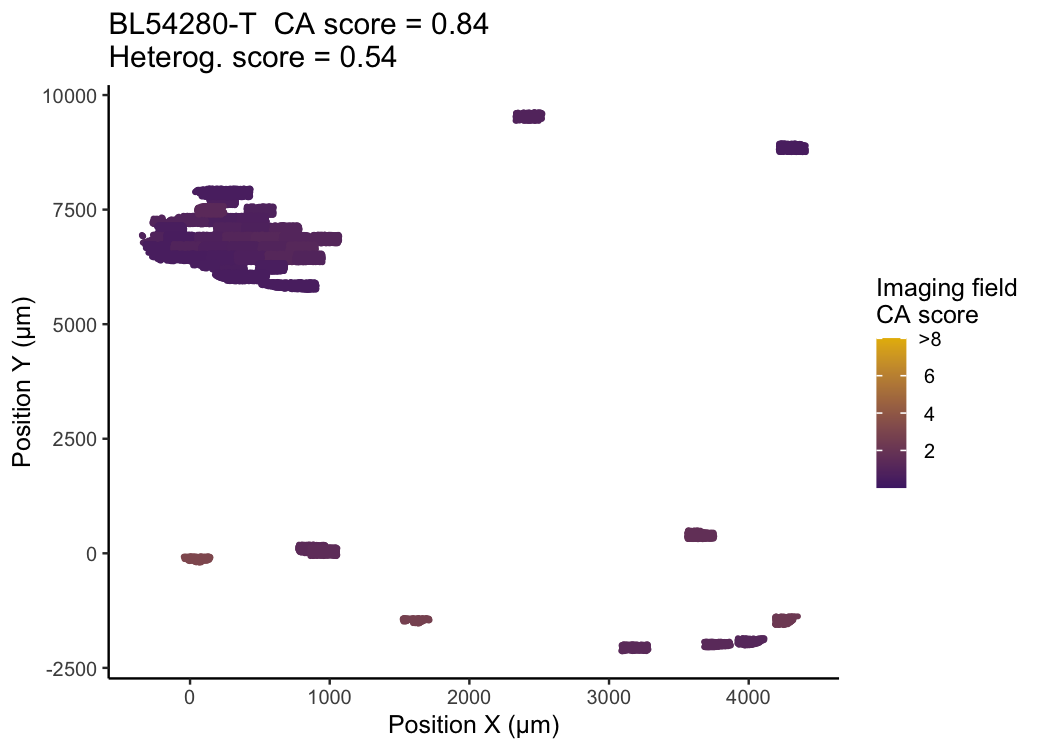 BL54280-T  CA score = 0.84
Heterog. score = 0.54
Position Y (µm)
10000
7500
5000
2500
0
-2500
0 1000 2000 3000 4000
Position X (µm)
Imaging field
CA score
>8
6
4
2